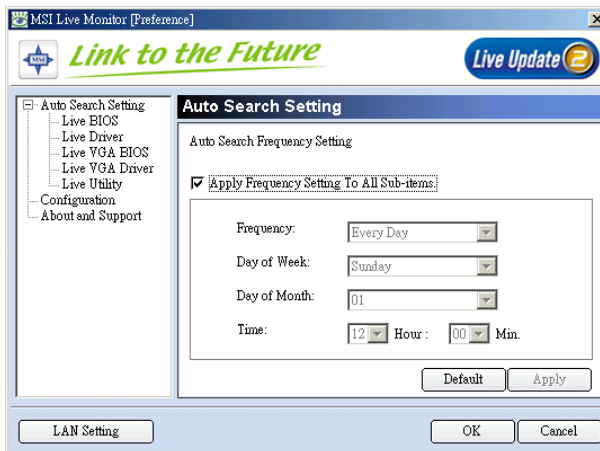 MSI Live Monitor [Preference]
MSI
Link to the Future
Live Update 2
Auto Search Setting
Live BIOS
Live Driver
Live VGA BIOS
Live VGA Driver
Live Utility
Configuration
About and Support
Auto Search Setting
Auto Search Frequency Setting
Apply Frequency Setting To All Sub-items.
Frequency: Every Day
Day of Week: Sunday
Day of Month: 01
Time: 12 Hour : 00 Min.
Default Apply
LAN Setting OK Cancel